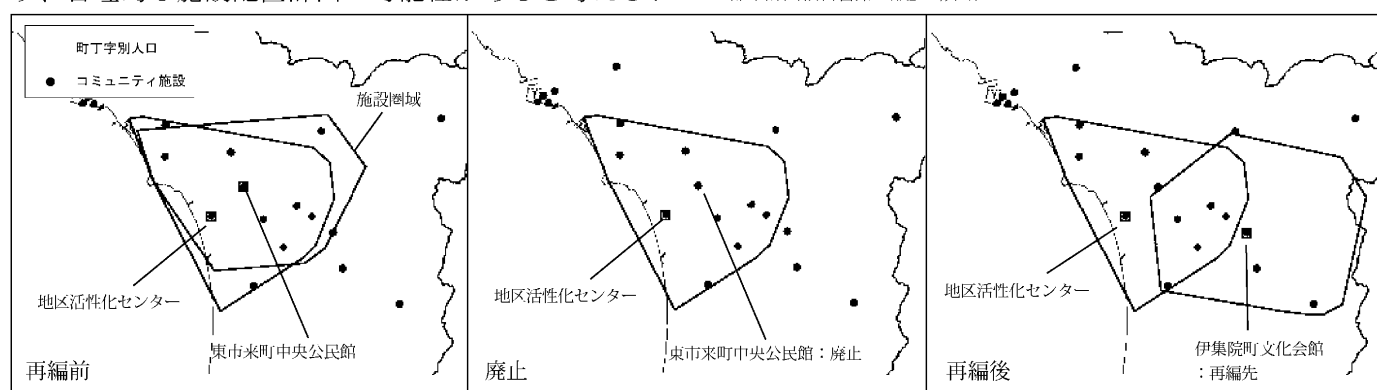 町丁字別人口
コミュニティ施設
施設圏域
地区活性化センター
東市来町中央公民館
再編前
地区活性化センター
東市来町中央公民館：廃止
廃止
地区活性化センター
伊集院町文化会館
：再編先
再編後